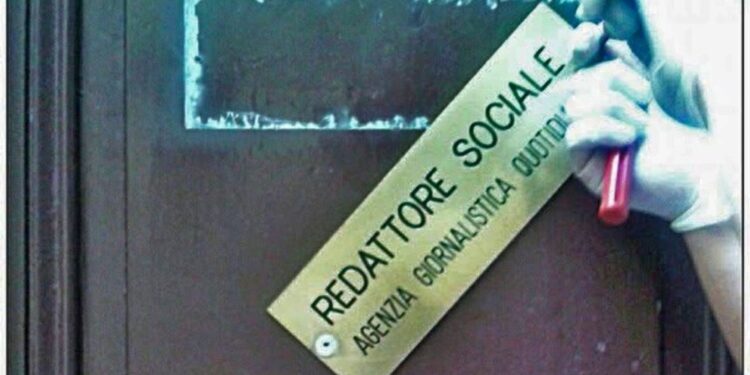 REDATTORE SOCIALE
AGENZIA GIORNALISTICA